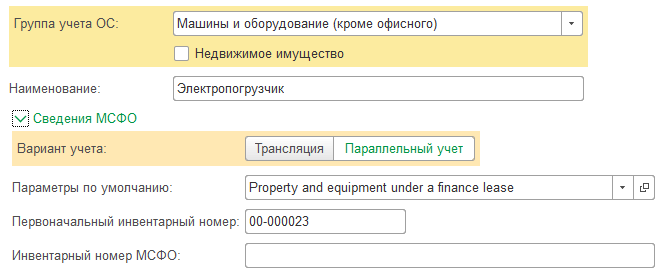 Группа учета ОС: Машины и оборудование (кроме офисного)
Недвижимое имущество
Наименование: Электропогрузчик
Сведения МСФО
Вариант учета: Трансляция Параллельный учет
Параметры по умолчанию: Property and equipment under a finance lease
Первоначальный инвентарный номер: 00-000023
Инвентарный номер МСФО: